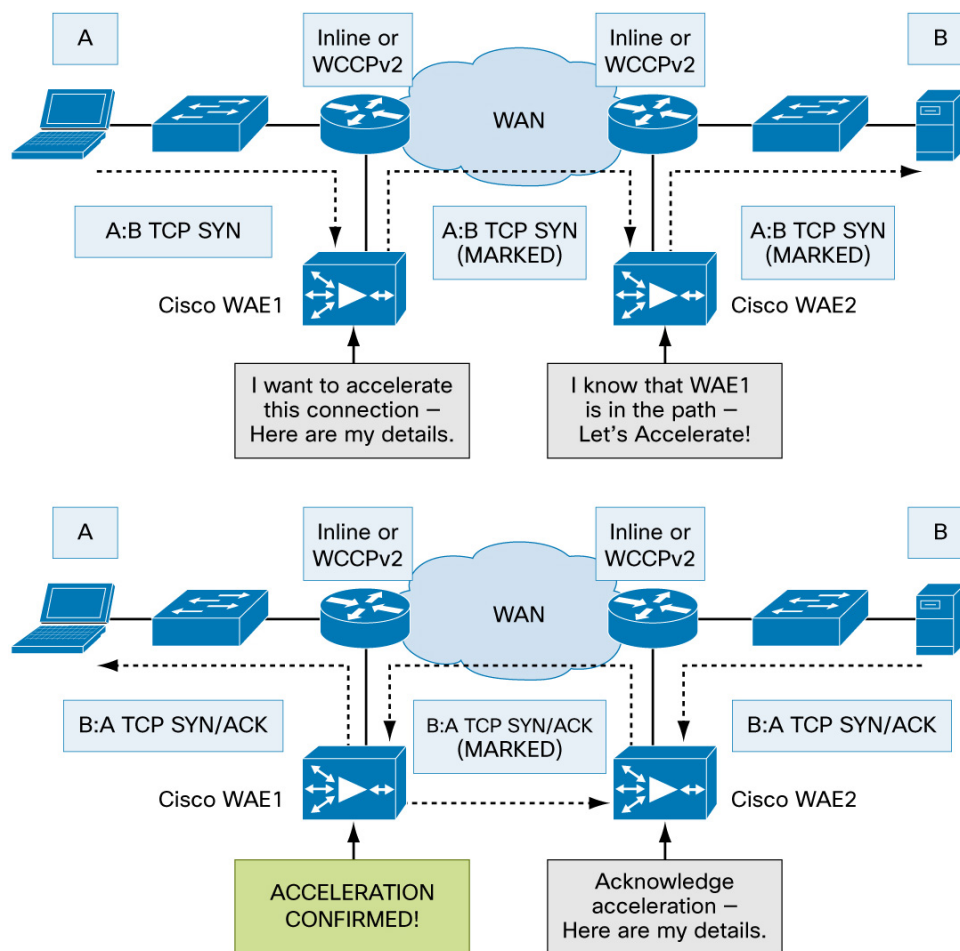 A
Inline or
WCCPv2
Inline or
WCCPv2
B
WAN
A:B TCP SYN
A:B TCP SYN
(MARKED)
A:B TCP SYN
(MARKED)
Cisco WAE1
Cisco WAE2
I want to accelerate
this connection –
Here are my details.
I know that WAE1
is in the path –
Let's Accelerate!
A
Inline or
WCCPv2
Inline or
WCCPv2
B
WAN
B:A TCP SYN/ACK
B:A TCP SYN/ACK
(MARKED)
B:A TCP SYN/ACK
Cisco WAE1
Cisco WAE2
ACCELERATION
CONFIRMED!
Acknowledge
acceleration –
Here are my details.